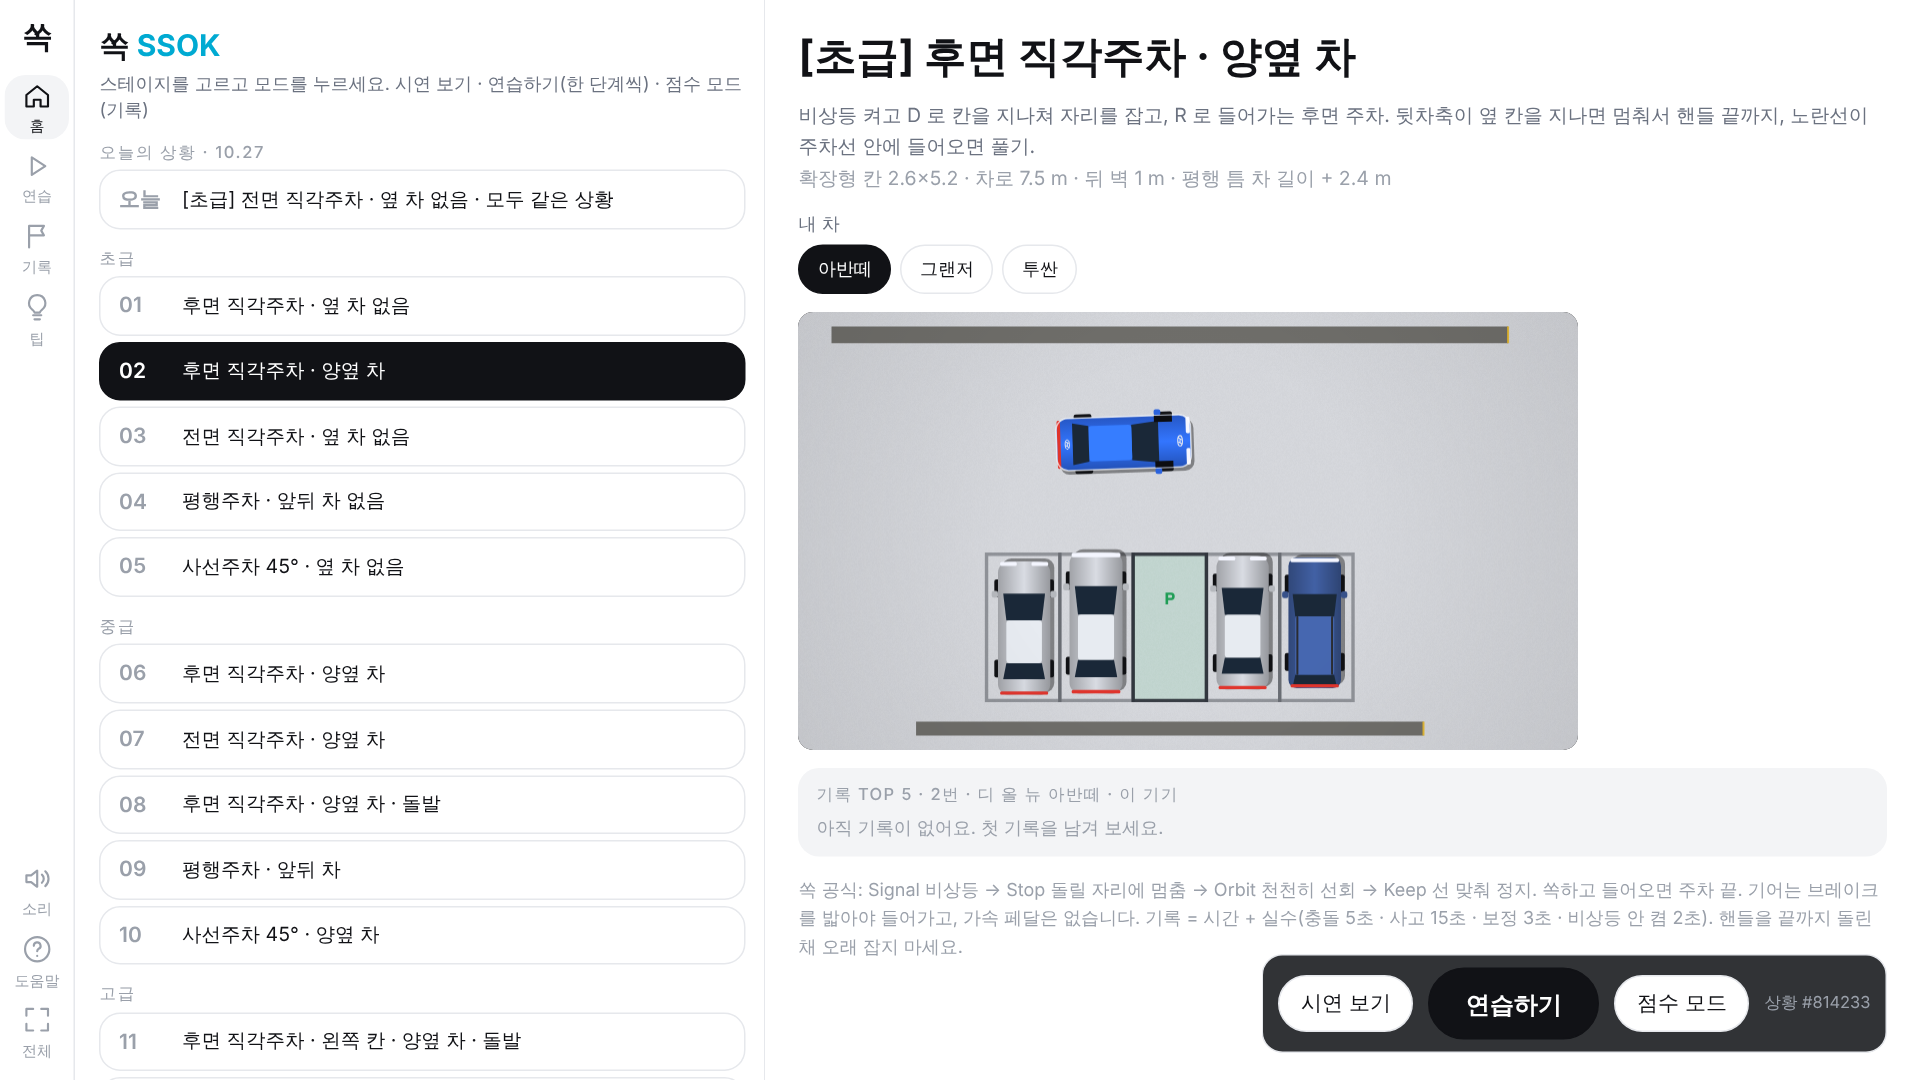 쏙
홈
연습
기록
팁
소리
도움말
전체
쏙 SSOK
스테이지를 고르고 모드를 누르세요. 시연 보기 · 연습하기(한 단계씩) · 점수 모드
(기록)
오늘의 상황 · 10.27
오늘 [초급] 전면 직각주차 · 옆 차 없음 · 모두 같은 상황
초급
01 후면 직각주차 · 옆 차 없음
02 후면 직각주차 · 양옆 차
03 전면 직각주차 · 옆 차 없음
04 평행주차 · 앞뒤 차 없음
05 사선주차 45° · 옆 차 없음
중급
06 후면 직각주차 · 양옆 차
07 전면 직각주차 · 양옆 차
08 후면 직각주차 · 양옆 차 · 돌발
09 평행주차 · 앞뒤 차
10 사선주차 45° · 양옆 차
고급
11 후면 직각주차 · 왼쪽 칸 · 양옆 차 · 돌발
[초급] 후면 직각주차 · 양옆 차
비상등 켜고 D 로 칸을 지나쳐 자리를 잡고, R 로 들어가는 후면 주차. 뒷차축이 옆 칸을 지나면 멈춰서 핸들 끝까지, 노란선이
주차선 안에 들어오면 풀기.
확장형 칸 2.6×5.2 · 차로 7.5 m · 뒤 벽 1 m · 평행 틈 차 길이 + 2.4 m
내 차
아반떼 그랜저 투싼
P
기록 TOP 5 · 2번 · 디 올 뉴 아반떼 · 이 기기
아직 기록이 없어요. 첫 기록을 남겨 보세요.
쏙 공식: Signal 비상등 → Stop 돌릴 자리에 멈춤 → Orbit 천천히 선회 → Keep 선 맞춰 정지. 쏙하고 들어오면 주차 끝. 기어는 브레이크
를 밟아야 들어가고, 가속 페달은 없습니다. 기록 = 시간 + 실수(충돌 5초 · 사고 15초 · 보정 3초 · 비상등 안 켬 2초). 핸들을 끝까지 돌린
채 오래 잡지 마세요.
시연 보기 연습하기 점수 모드 상황 #814233